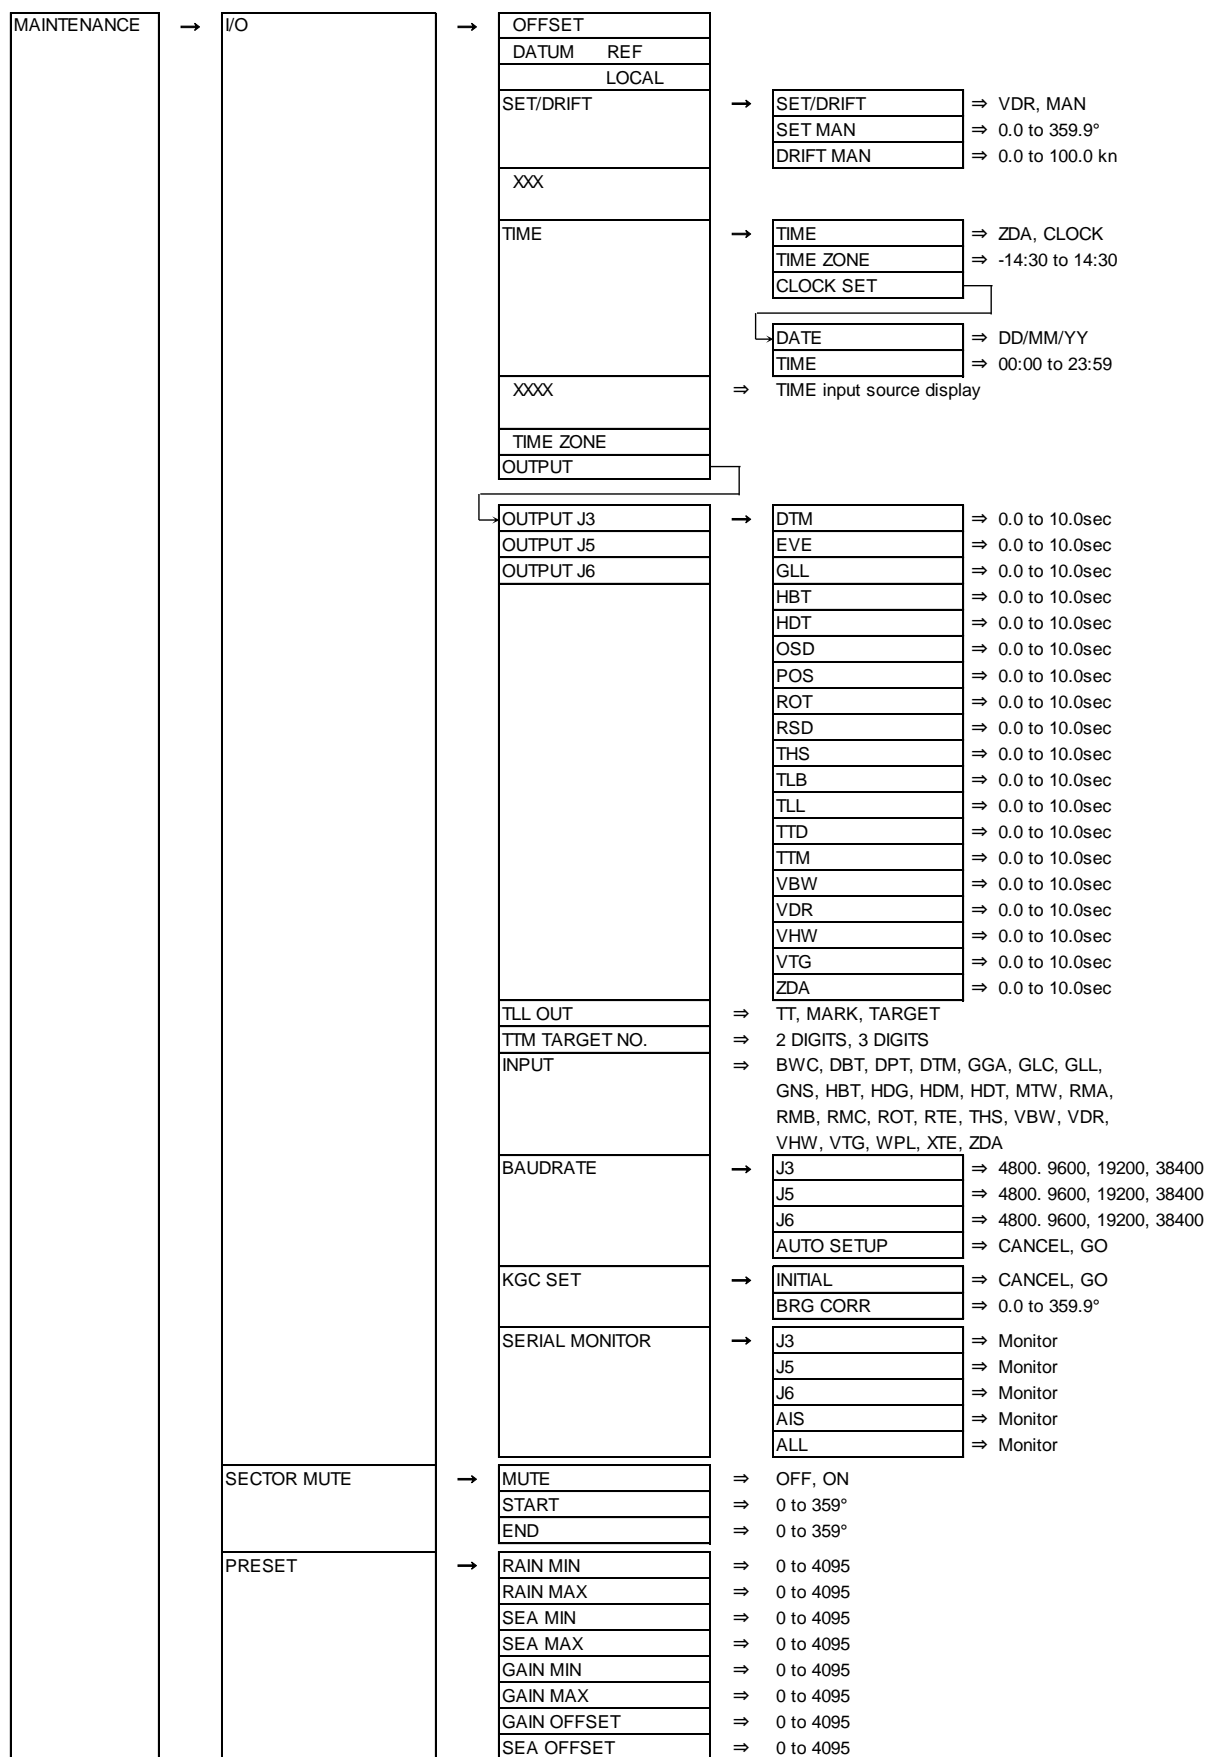 MAINTENANCE → I/O → OFFSET
DATUM REF
LOCAL
SET/DRIFT → SET/DRIFT ⇒ VDR, MAN
SET MAN ⇒ 0.0 to 359.9°
DRIFT MAN ⇒ 0.0 to 100.0 kn
XXX
TIME → TIME ⇒ ZDA, CLOCK
TIME ZONE ⇒ -14:30 to 14:30
CLOCK SET
DATE ⇒ DD/MM/YY
TIME ⇒ 00:00 to 23:59
XXXX ⇒ TIME input source display
TIME ZONE
OUTPUT
OUTPUT J3 → DTM ⇒ 0.0 to 10.0sec
OUTPUT J5 EVE ⇒ 0.0 to 10.0sec
OUTPUT J6 GLL ⇒ 0.0 to 10.0sec
HBT ⇒ 0.0 to 10.0sec
HDT ⇒ 0.0 to 10.0sec
OSD ⇒ 0.0 to 10.0sec
POS ⇒ 0.0 to 10.0sec
ROT ⇒ 0.0 to 10.0sec
RSD ⇒ 0.0 to 10.0sec
THS ⇒ 0.0 to 10.0sec
TLB ⇒ 0.0 to 10.0sec
TLL ⇒ 0.0 to 10.0sec
TTD ⇒ 0.0 to 10.0sec
TTM ⇒ 0.0 to 10.0sec
VBW ⇒ 0.0 to 10.0sec
VDR ⇒ 0.0 to 10.0sec
VHW ⇒ 0.0 to 10.0sec
VTG ⇒ 0.0 to 10.0sec
ZDA ⇒ 0.0 to 10.0sec
TLL OUT ⇒ TT, MARK, TARGET
TTM TARGET NO. ⇒ 2 DIGITS, 3 DIGITS
INPUT ⇒ BWC, DBT, DPT, DTM, GGA, GLC, GLL,
GNS, HBT, HDG, HDM, HDT, MTW, RMA,
RMB, RMC, ROT, RTE, THS, VBW, VDR,
VHW, VTG, WPL, XTE, ZDA
BAUDRATE → J3 ⇒ 4800. 9600, 19200, 38400
J5 ⇒ 4800. 9600, 19200, 38400
J6 ⇒ 4800. 9600, 19200, 38400
AUTO SETUP ⇒ CANCEL, GO
KGC SET → INITIAL ⇒ CANCEL, GO
BRG CORR ⇒ 0.0 to 359.9°
SERIAL MONITOR → J3 ⇒ Monitor
J5 ⇒ Monitor
J6 ⇒ Monitor
AIS ⇒ Monitor
ALL ⇒ Monitor
SECTOR MUTE → MUTE ⇒ OFF, ON
START ⇒ 0 to 359°
END ⇒ 0 to 359°
PRESET → RAIN MIN ⇒ 0 to 4095
RAIN MAX ⇒ 0 to 4095
SEA MIN ⇒ 0 to 4095
SEA MAX ⇒ 0 to 4095
GAIN MIN ⇒ 0 to 4095
GAIN MAX ⇒ 0 to 4095
GAIN OFFSET ⇒ 0 to 4095
SEA OFFSET ⇒ 0 to 4095